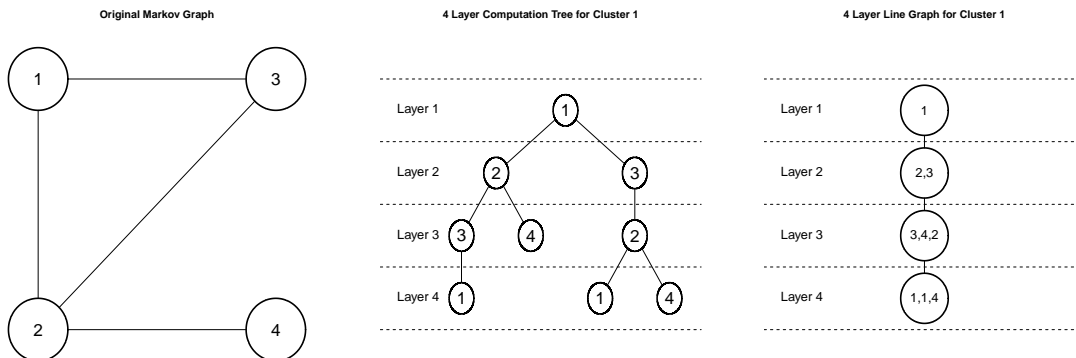 Original Markov Graph
1
3
2
4
4 Layer Computation Tree for Cluster 1
Layer 1
1
Layer 2
2
3
Layer 3
3
4
2
Layer 4
1
1
4
4 Layer Line Graph for Cluster 1
Layer 1
1
Layer 2
2,3
Layer 3
3,4,2
Layer 4
1,1,4